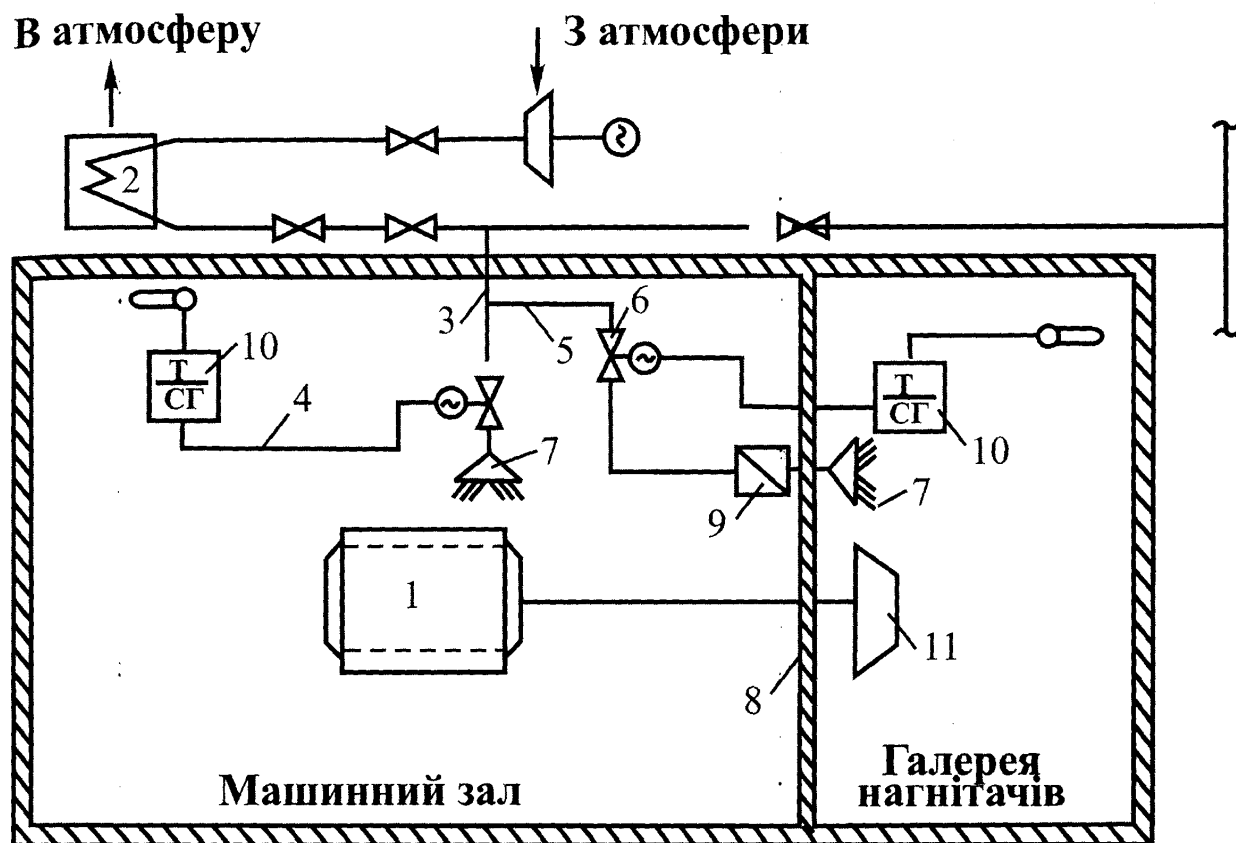 В атмосферу
З атмосфери
2
3
5
6
10
Т
СГ
4
7
Т
СГ
10
9
7
1
11
8
Машинний зал
Галерея
нагнітачів